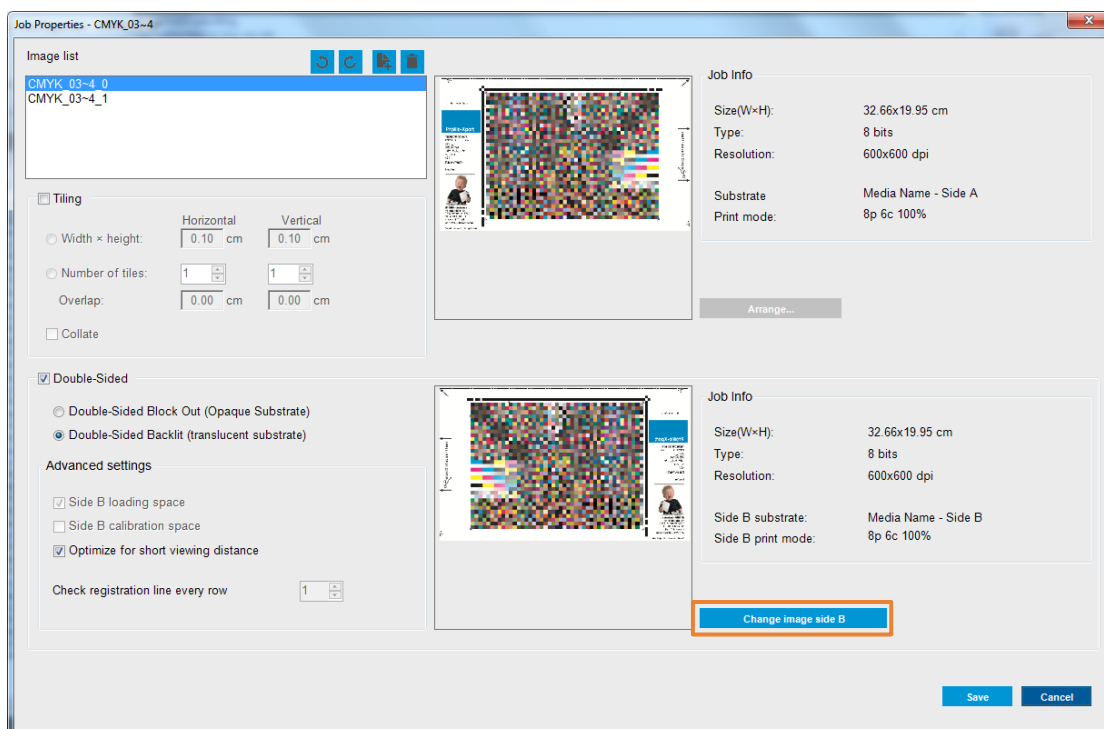 Job Properties - CMYK_03~4
Image list
CMYK_03~4_0
CMYK_03~4_1
Tiling
Horizontal Vertical
Width × height: 0.10 cm 0.10 cm
Number of tiles: 1 1
Overlap: 0.00 cm 0.00 cm
Collate
Job Info
Size(W×H): 32.66x19.95 cm
Type: 8 bits
Resolution: 600x600 dpi
Substrate Media Name - Side A
Print mode: 8p 6c 100%
Arrange...
Double-Sided
Double-Sided Block Out (Opaque Substrate)
Double-Sided Backlit (translucent substrate)
Advanced settings
Side B loading space
Side B calibration space
Optimize for short viewing distance
Check registration line every row 1
Job Info
Size(W×H): 32.66x19.95 cm
Type: 8 bits
Resolution: 600x600 dpi
Side B substrate: Media Name - Side B
Side B print mode: 8p 6c 100%
Change image side B
Save Cancel